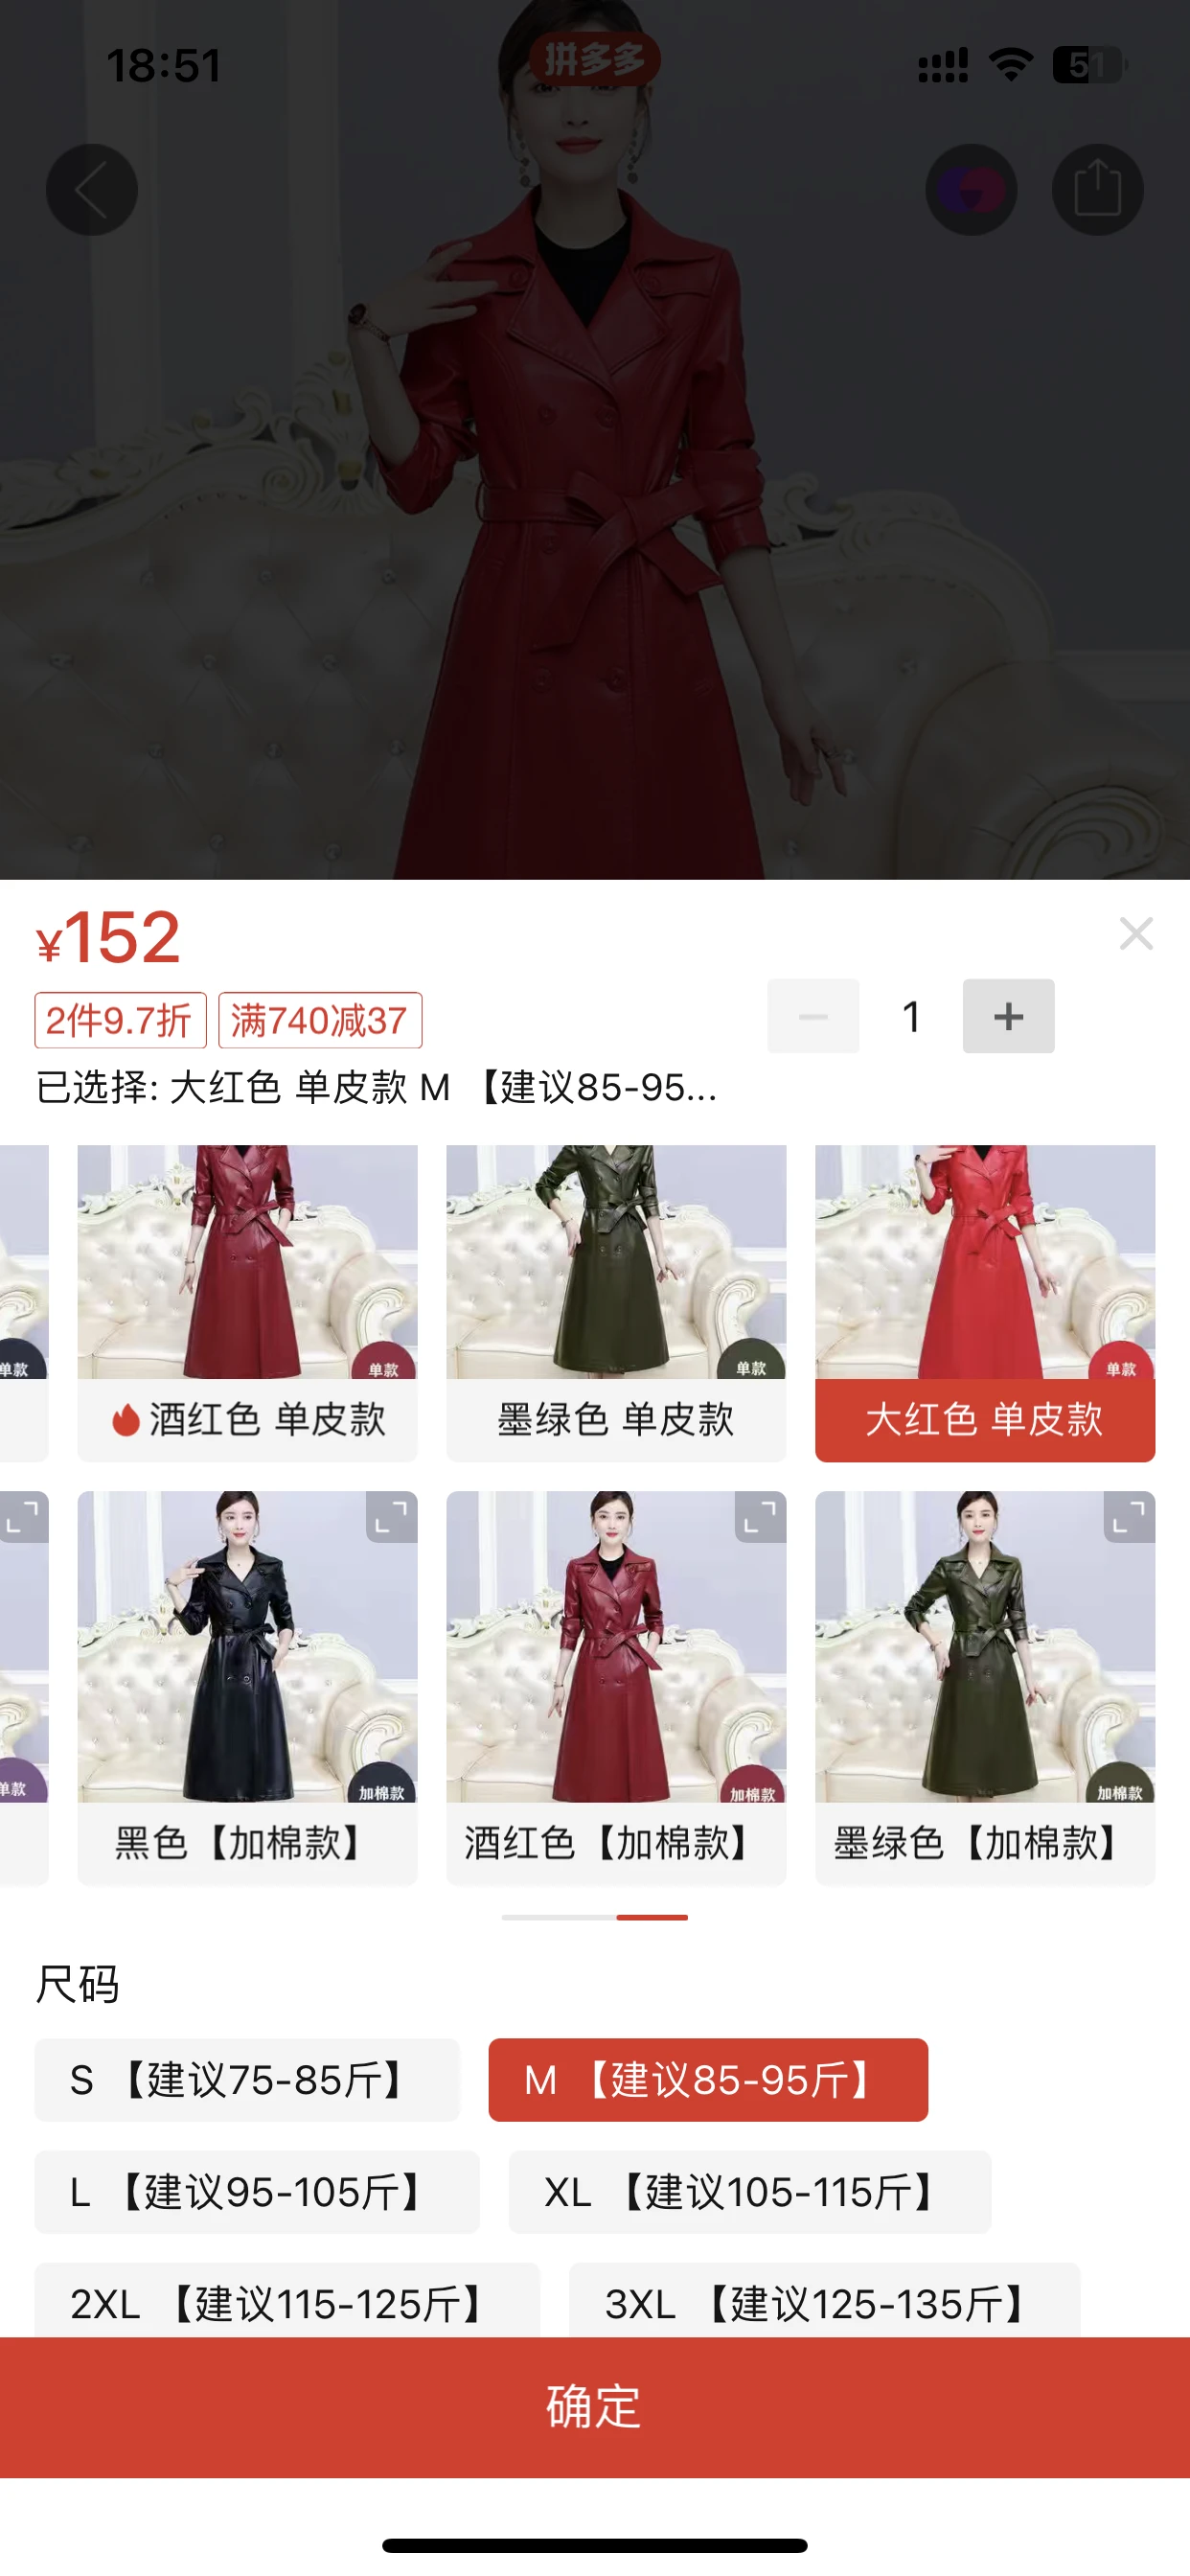 18:51
拼多多
51
¥152
2件9.7折
满740减37
1
已选择: 大红色 单皮款 M 【建议85-95...
单款
单款
单款
单款
酒红色 单皮款
墨绿色 单皮款
大红色 单皮款
单款
加棉款
加棉款
加棉款
黑色【加棉款】
酒红色【加棉款】
墨绿色【加棉款】
尺码
S 【建议75-85斤】
M 【建议85-95斤】
L 【建议95-105斤】
XL 【建议105-115斤】
2XL 【建议115-125斤】
3XL 【建议125-135斤】
确定